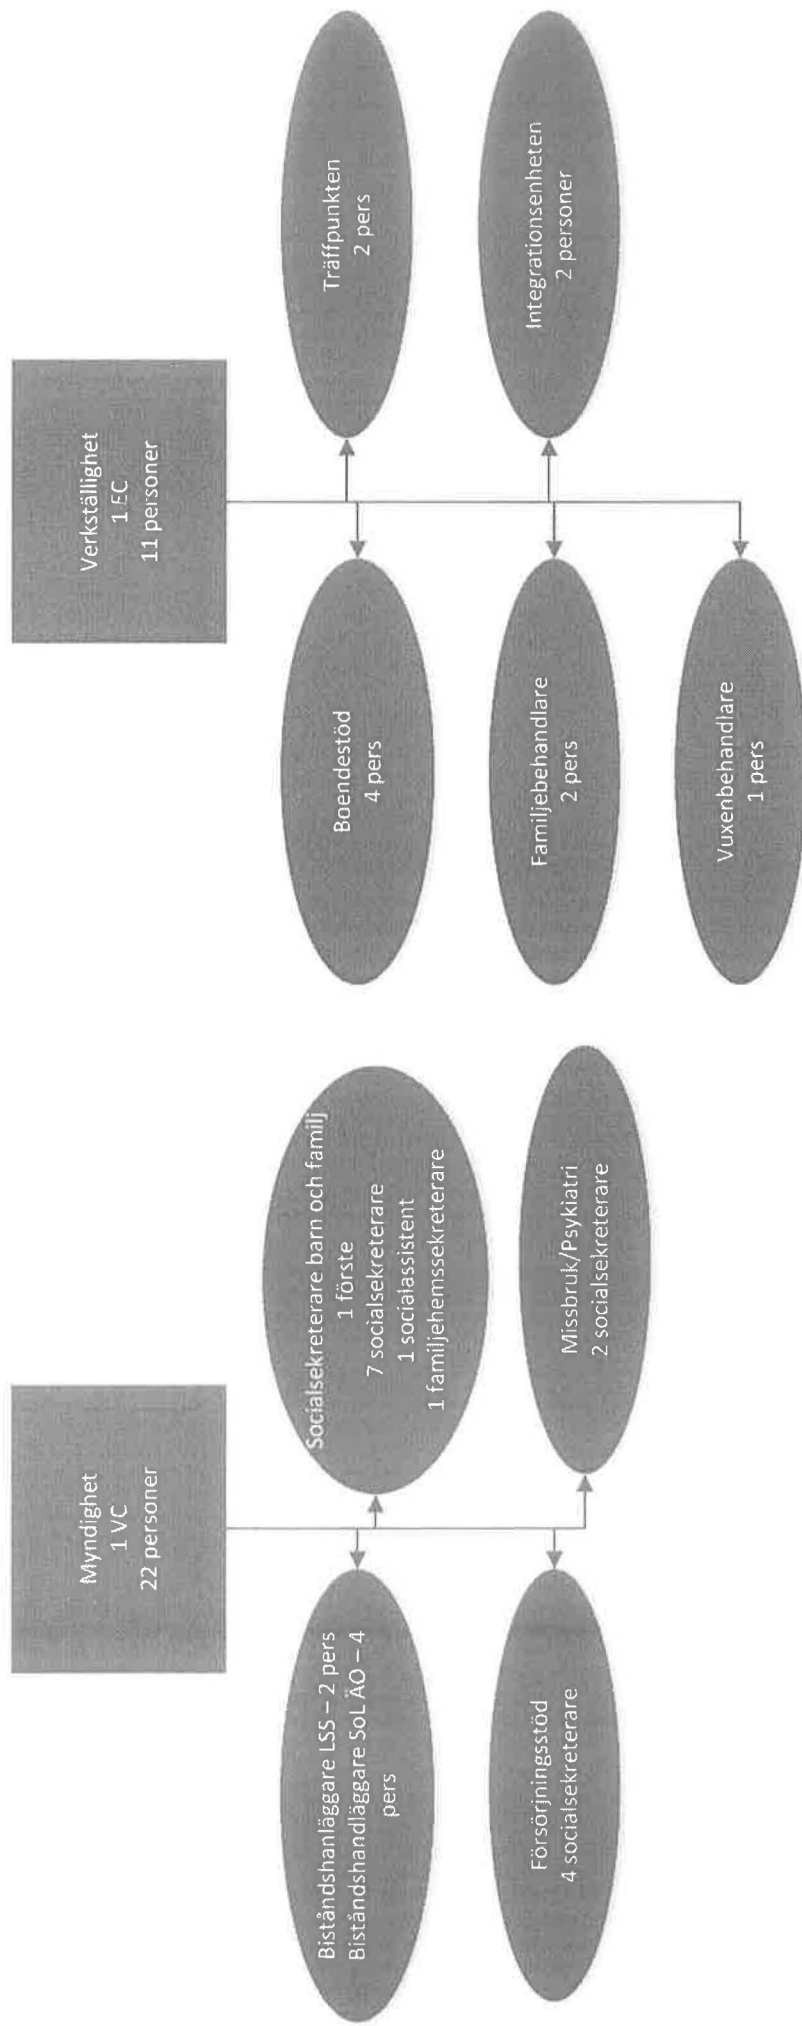 Myndighet
1 VC
22 personer
Biståndshanläggare LSS – 2 pers
Biståndshandläggare SoL ÄO – 4
pers
Socialsekreterare barn och familj
1 förste
7 socialsekreterare
1 socialassistent
1 familjehemssekreterare
Försörjningsstöd
4 socialsekreterare
Missbruk/Psykiatri
2 socialsekreterare
Verkställighet
1 EC
11 personer
Boendestöd
4 pers
Träffpunkten
2 pers
Familjebehandlare
2 pers
Integrationsenheten
2 personer
Vuxenbehandlare
1 pers